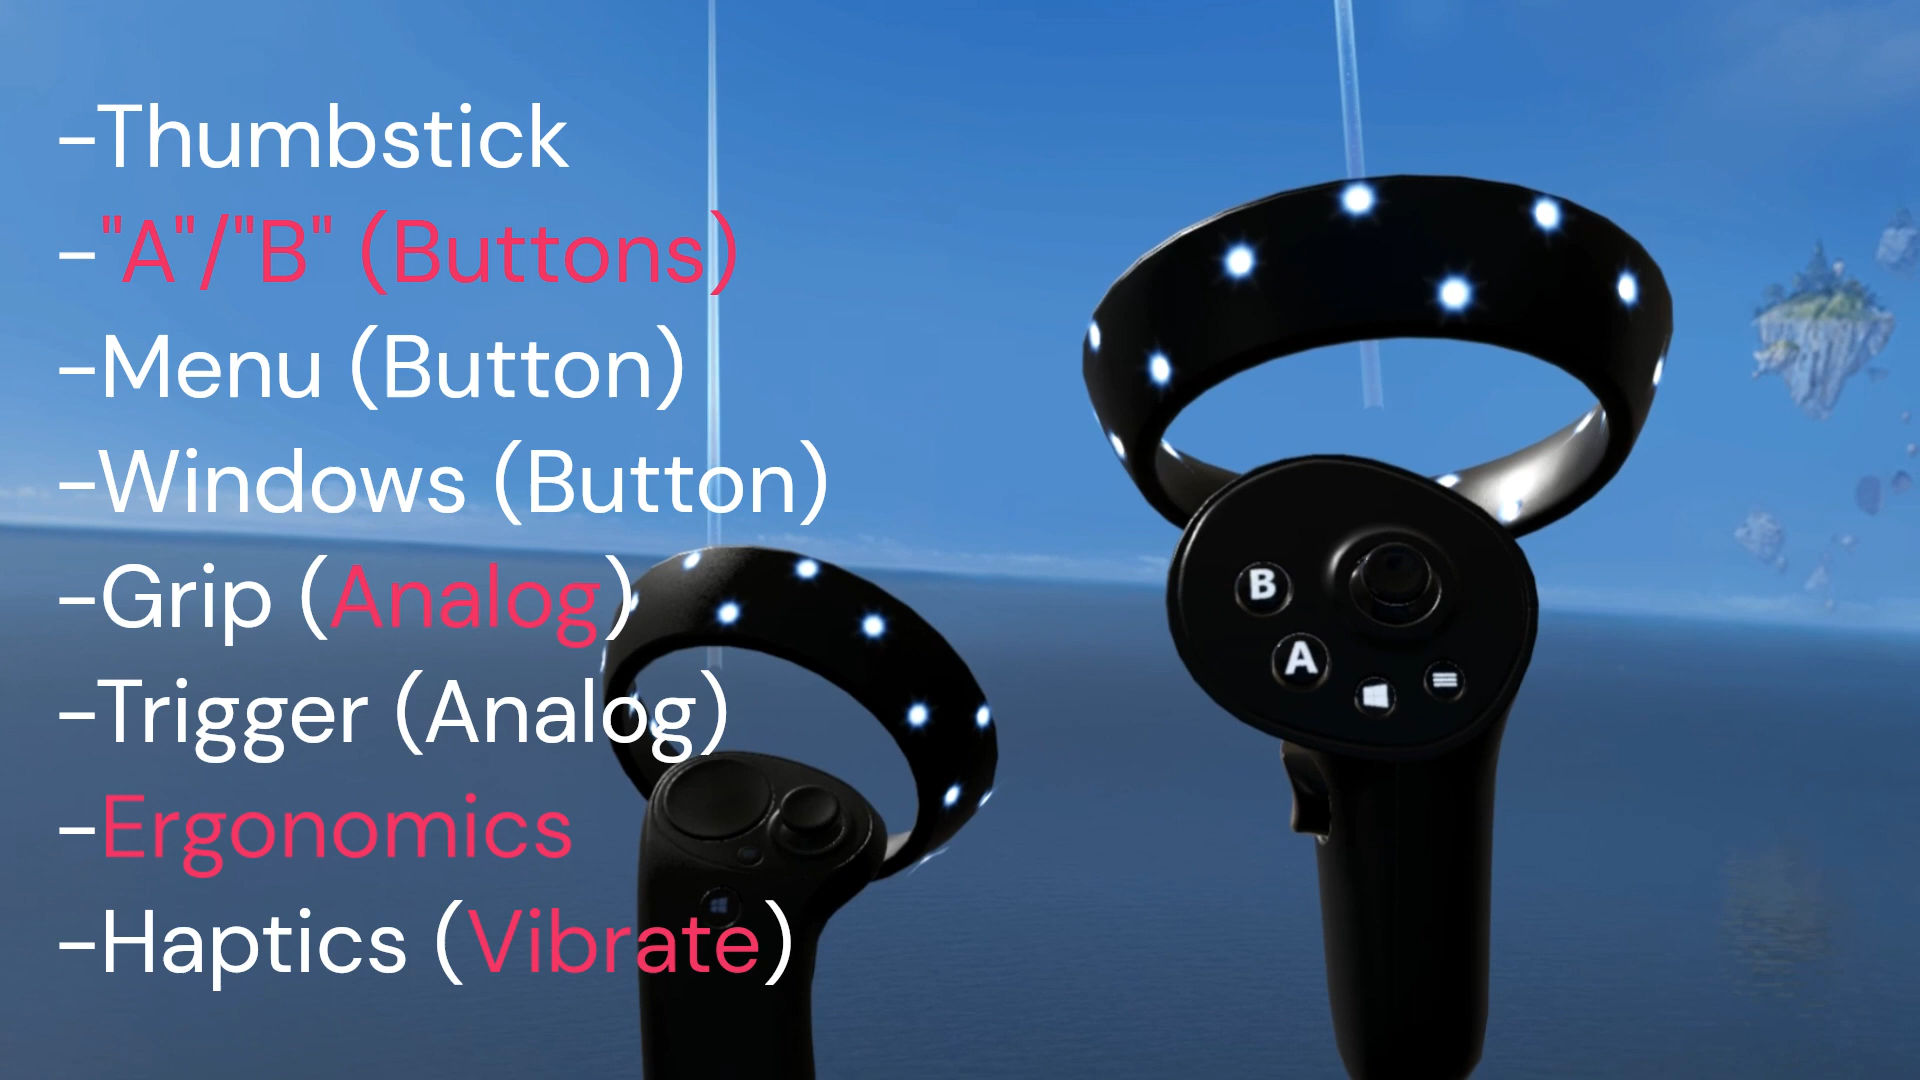 -Thumbstick
-"A"/"B" (Buttons)
-Menu (Button)
-Windows (Button)
-Grip (Analog)
-Trigger (Analog)
-Ergonomics
-Haptics (Vibrate)
B
A